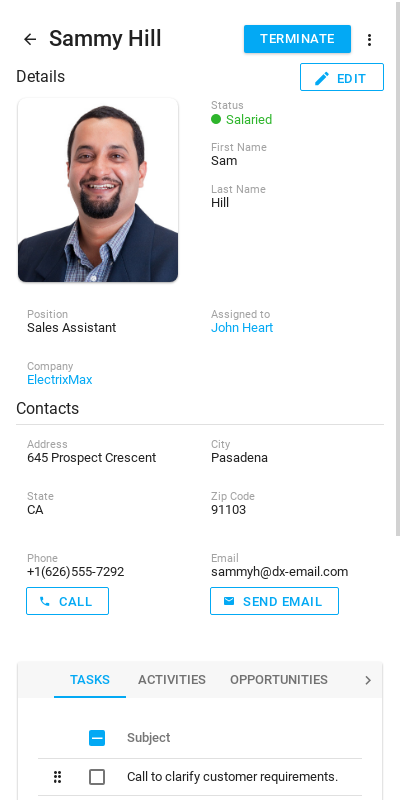 Sammy Hill
TERMINATE
Details
EDIT
Status
Salaried
First Name
Sam
Last Name
Hill
Position
Sales Assistant
Assigned to
John Heart
Company
ElectrixMax
Contacts
Address
645 Prospect Crescent
City
Pasadena
State
CA
Zip Code
91103
Phone
+1(626)555-7292
Email
sammyh@dx-email.com
CALL
SEND EMAIL
TASKS ACTIVITIES OPPORTUNITIES
Subject
Call to clarify customer requirements.